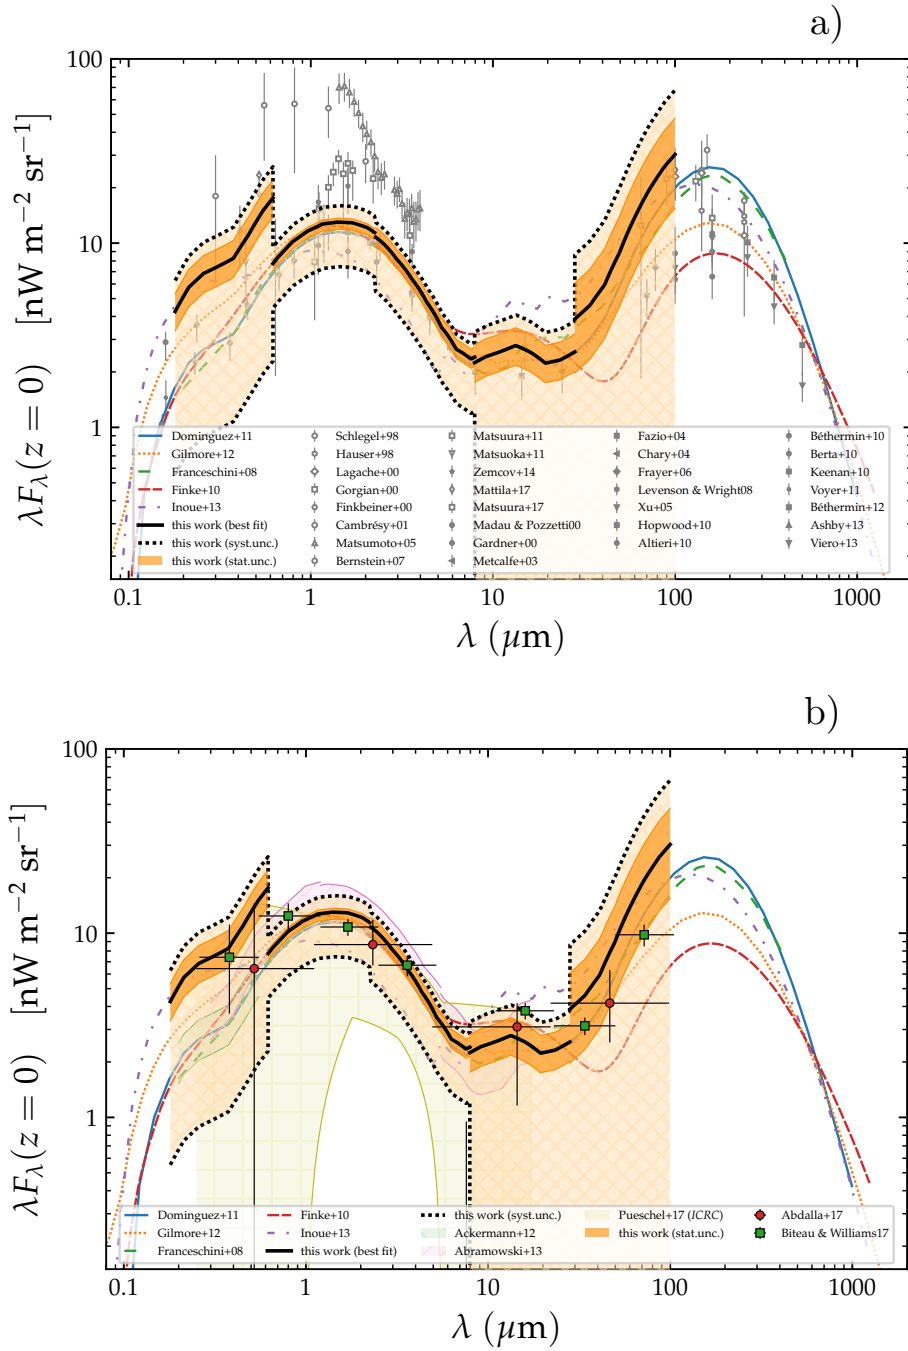 a)
100
10
1
λF_λ(z = 0) [nW m⁻² sr⁻¹]
Dominguez+11
Gilmore+12
Franceschini+08
Finke+10
Inoue+13
this work (best fit)
this work (syst.unc.)
this work (stat.unc.)
Schlegel+98
Hauser+98
Lagache+00
Gorgian+00
Finkbeiner+00
Cambrésy+01
Matsumoto+05
Bernstein+07
Matsuura+11
Matsuoka+11
Zemcov+14
Mattila+17
Matsuura+17
Madau & Pozzetti00
Gardner+00
Metcalfe+03
Fazio+04
Chary+04
Frayer+06
Levenson & Wright08
Xu+05
Hopwood+10
Altieri+10
Béthermin+10
Berta+10
Keenan+10
Voyer+11
Béthermin+12
Ashby+13
Viero+13
0.1 1 10 100 1000
λ (μm)
b)
100
10
1
λF_λ(z = 0) [nW m⁻² sr⁻¹]
Dominguez+11
Gilmore+12
Franceschini+08
Finke+10
Inoue+13
this work (best fit)
this work (syst.unc.)
Ackermann+12
Abramowski+13
Pueschel+17 (ICRC)
this work (stat.unc.)
Abdalla+17
Biteau & Williams17
0.1 1 10 100 1000
λ (μm)